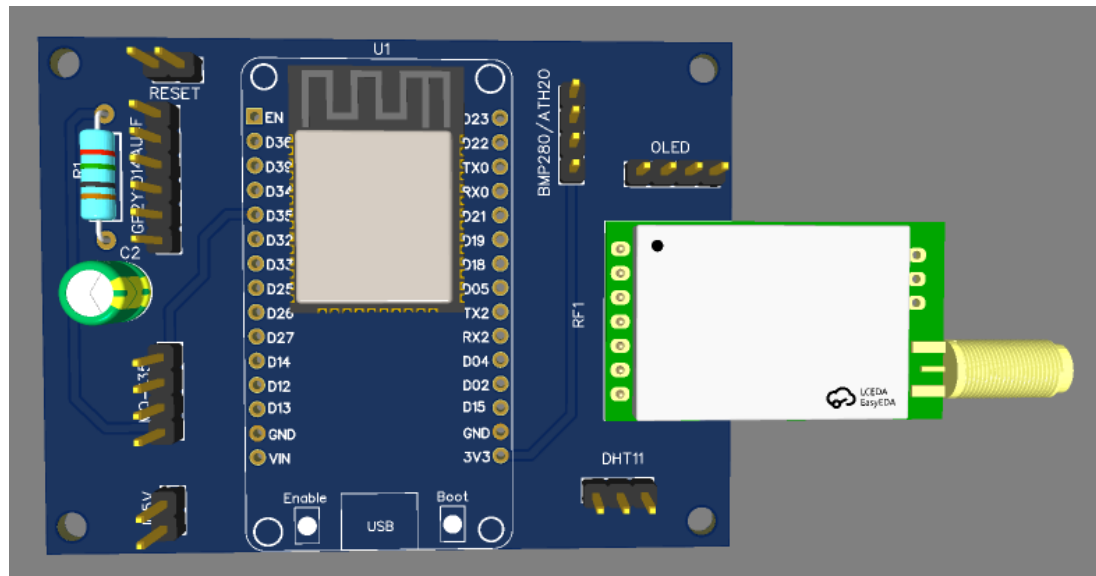 U1
RESET
EN
D36
D39
D34
D35
D32
D33
D25
D26
D27
D14
D12
D13
GND
VIN
D23
D22
TX0
RX0
D21
D19
D18
D05
TX2
RX2
D04
D02
D15
GND
3V3
Enable
USB
Boot
R1
C2
BMP280/ATH20
OLED
RF1
LCEDA
EasyEDA
DHT11